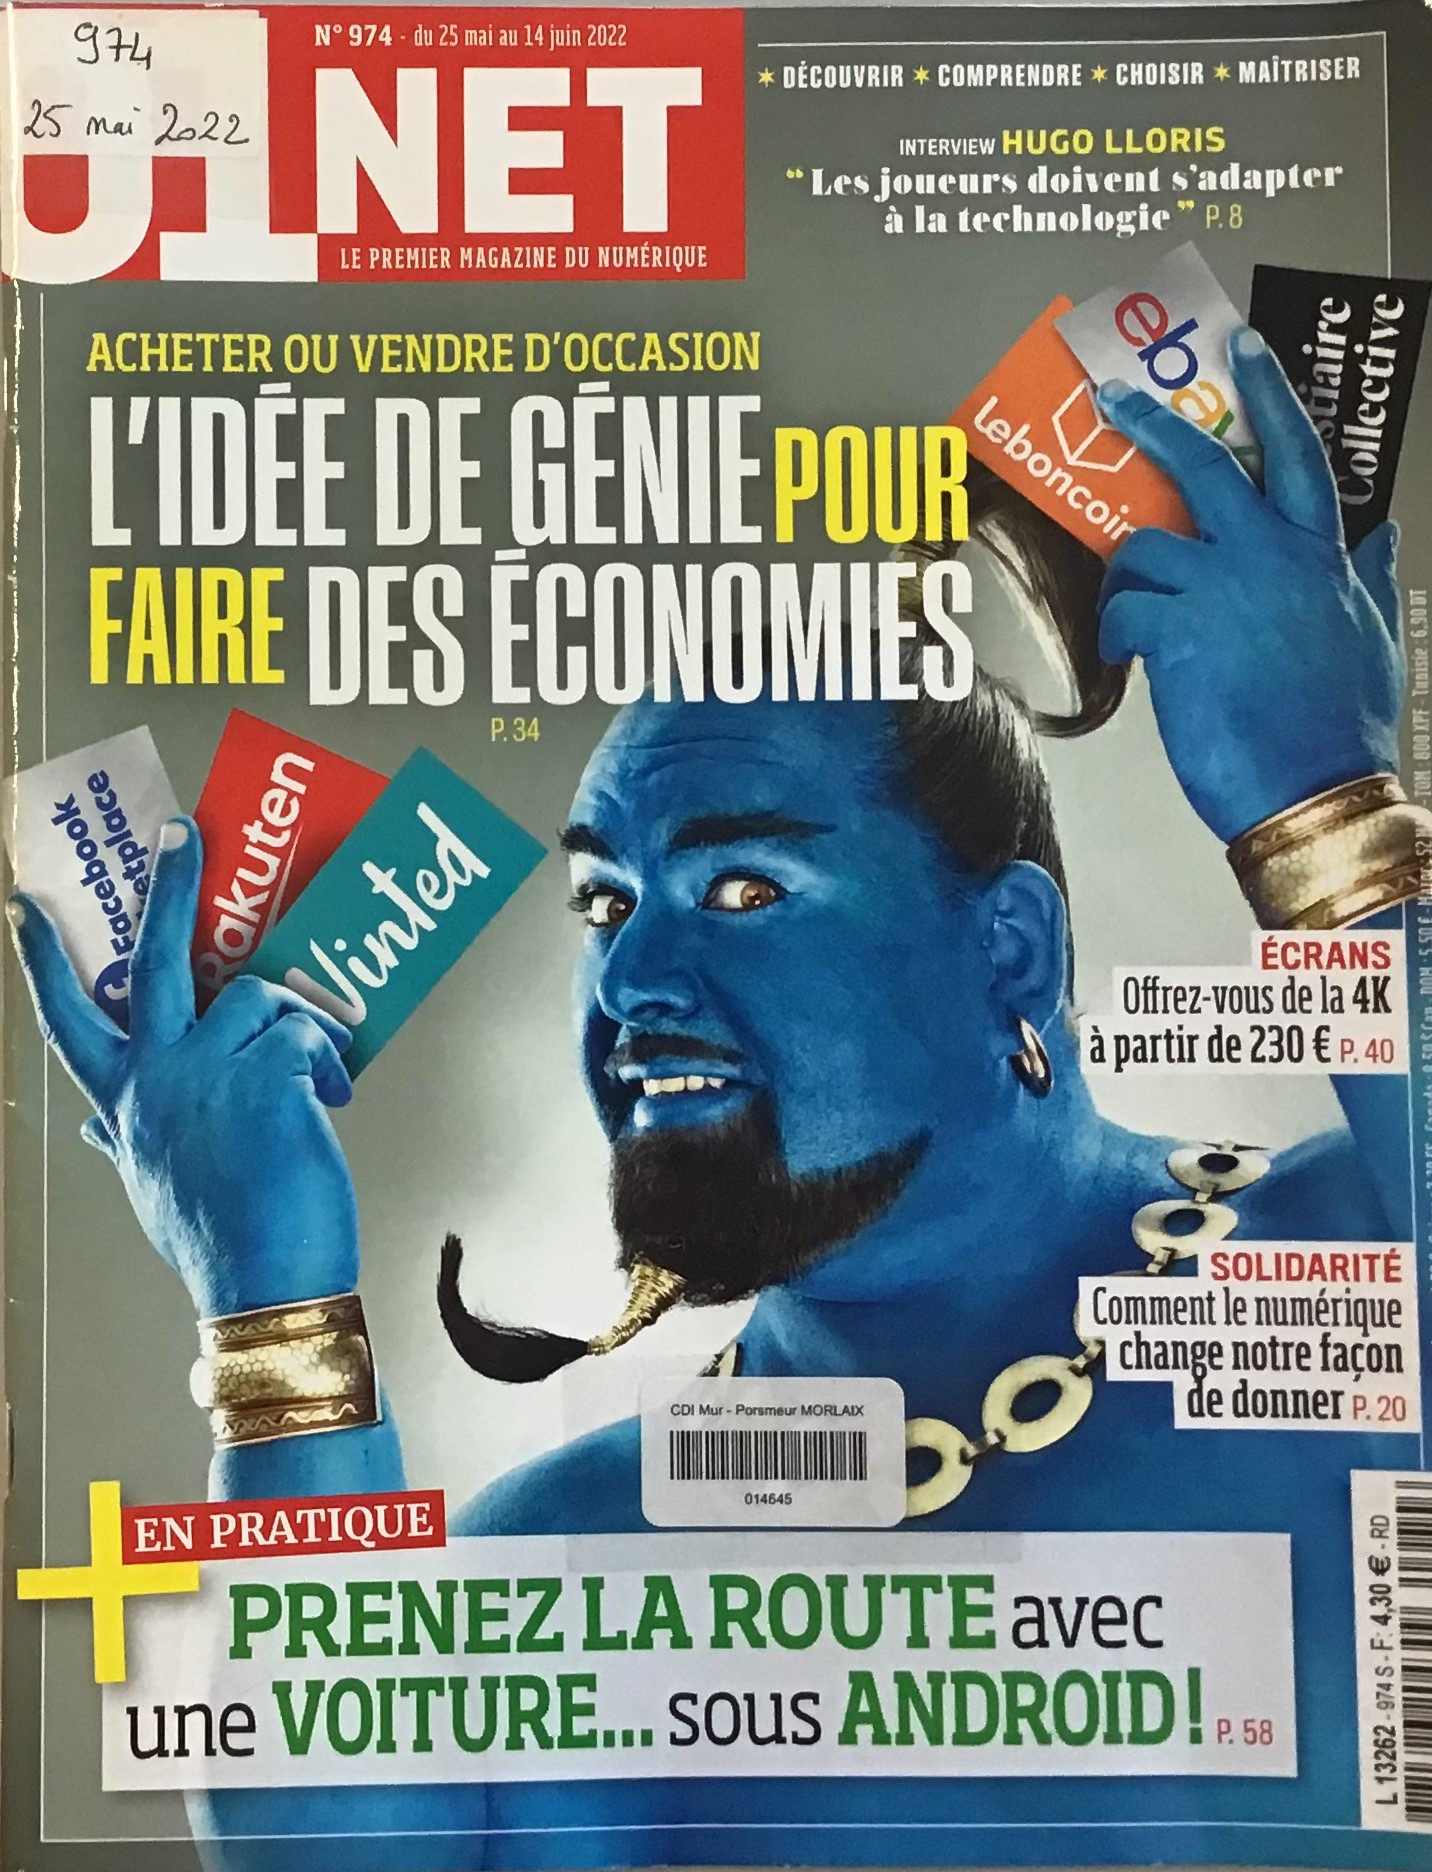 974
25 mai 2022
N° 974 - du 25 mai au 14 juin 2022
01NET
LE PREMIER MAGAZINE DU NUMÉRIQUE
✶ DÉCOUVRIR ✶ COMPRENDRE ✶ CHOISIR ✶ MAÎTRISER
INTERVIEW HUGO LLORIS
“Les joueurs doivent s’adapter
à la technologie” P. 8
ACHETER OU VENDRE D’OCCASION
L’IDÉE DE GÉNIE POUR
FAIRE DES ÉCONOMIES
P. 34
leboncoin
ebay
stiaire
Collective
Facebook
etplace
Rakuten
Vinted
ÉCRANS
Offrez-vous de la 4K
à partir de 230 € P. 40
SOLIDARITÉ
Comment le numérique
change notre façon
de donner P. 20
CDI Mur - Porsmeur MORLAIX
014645
EN PRATIQUE
PRENEZ LA ROUTE avec
une VOITURE... sous ANDROID ! P. 58
L 13262 - 974 S - F: 4,30 € - RD
DOM : 5,50 € - MAR : 52 - TOM : 800 XPF - Tunisie : 6,90 DT